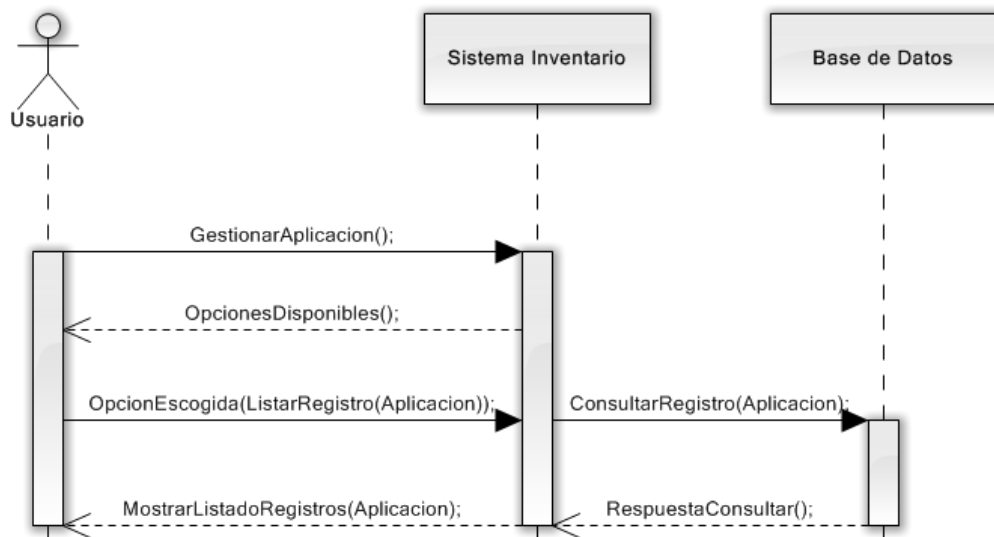 Usuario
Sistema Inventario
Base de Datos
GestionarAplicacion();
OpcionesDisponibles();
OpcionEscogida(ListarRegistro(Aplicacion));
ConsultarRegistro(Aplicacion);
MostrarListadoRegistros(Aplicacion);
RespuestaConsultar();